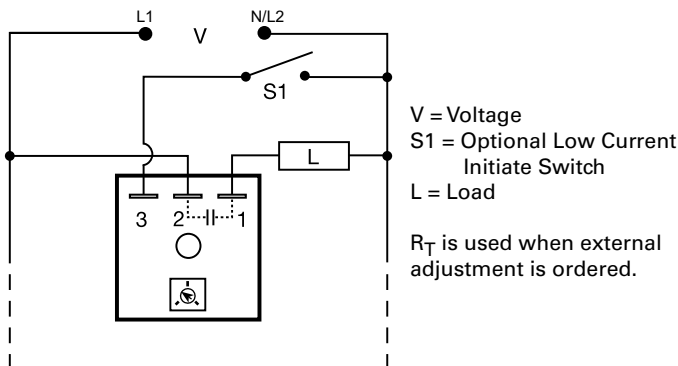 L1 V N/L2
S1
L
3 2 1
V = Voltage
S1 = Optional Low Current
Initiate Switch
L = Load
RT is used when external
adjustment is ordered.